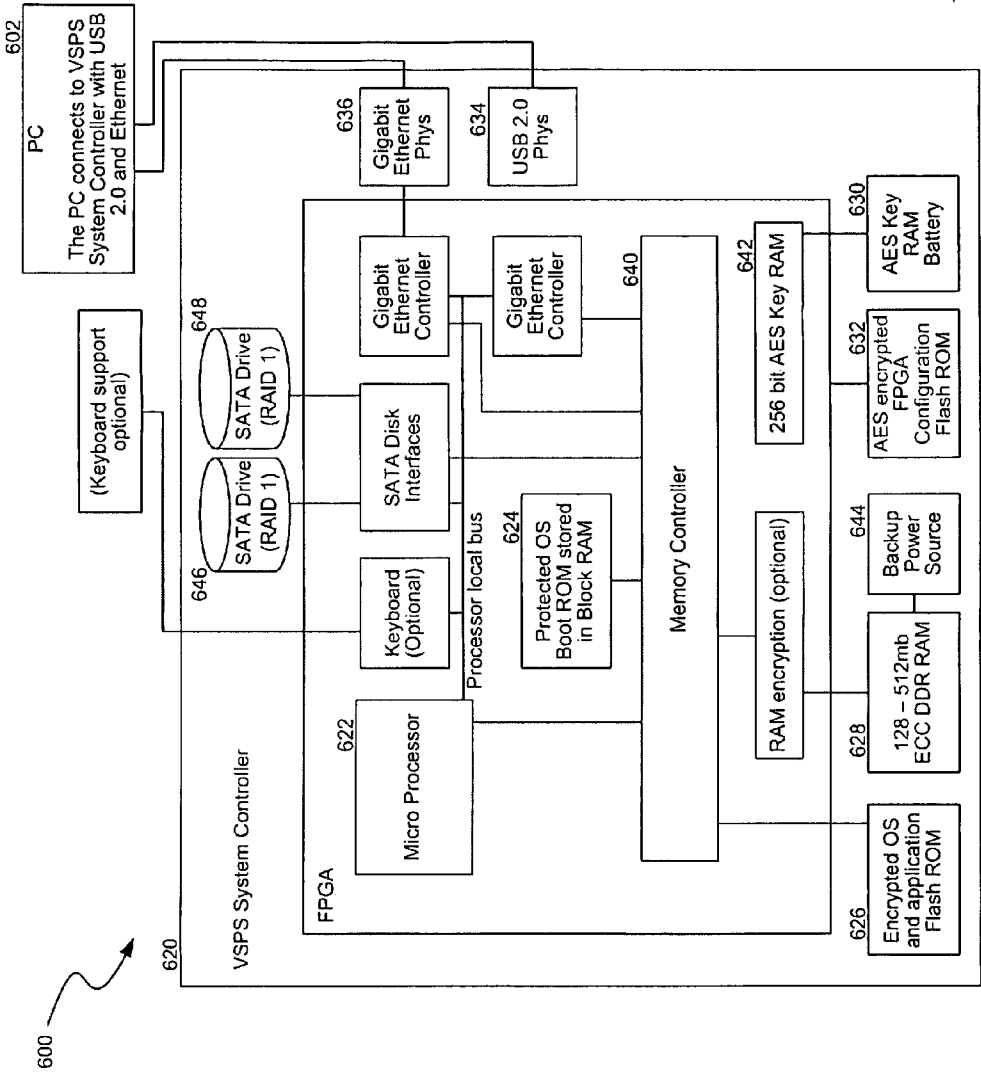 600
620
VSPS System Controller
FPGA
622
Micro Processor
Processor local bus
Keyboard
(Optional)
SATA Disk
Interfaces
Gigabit
Ethernet
Controller
Gigabit
Ethernet
Controller
646
SATA Drive
(RAID 1)
648
SATA Drive
(RAID 1)
(Keyboard support
optional)
602
PC
The PC connects to VSPS
System Controller with USB
2.0 and Ethernet
636
Gigabit
Ethernet
Phys
634
USB 2.0
Phys
624
Protected OS
Boot ROM stored
in Block RAM
640
Memory Controller
RAM encryption (optional)
642
256 bit AES Key RAM
626
Encrypted OS
and application
Flash ROM
628
128 – 512mb
ECC DDR RAM
644
Backup
Power
Source
632
AES encrypted
FPGA
Configuration
Flash ROM
630
AES Key
RAM
Battery